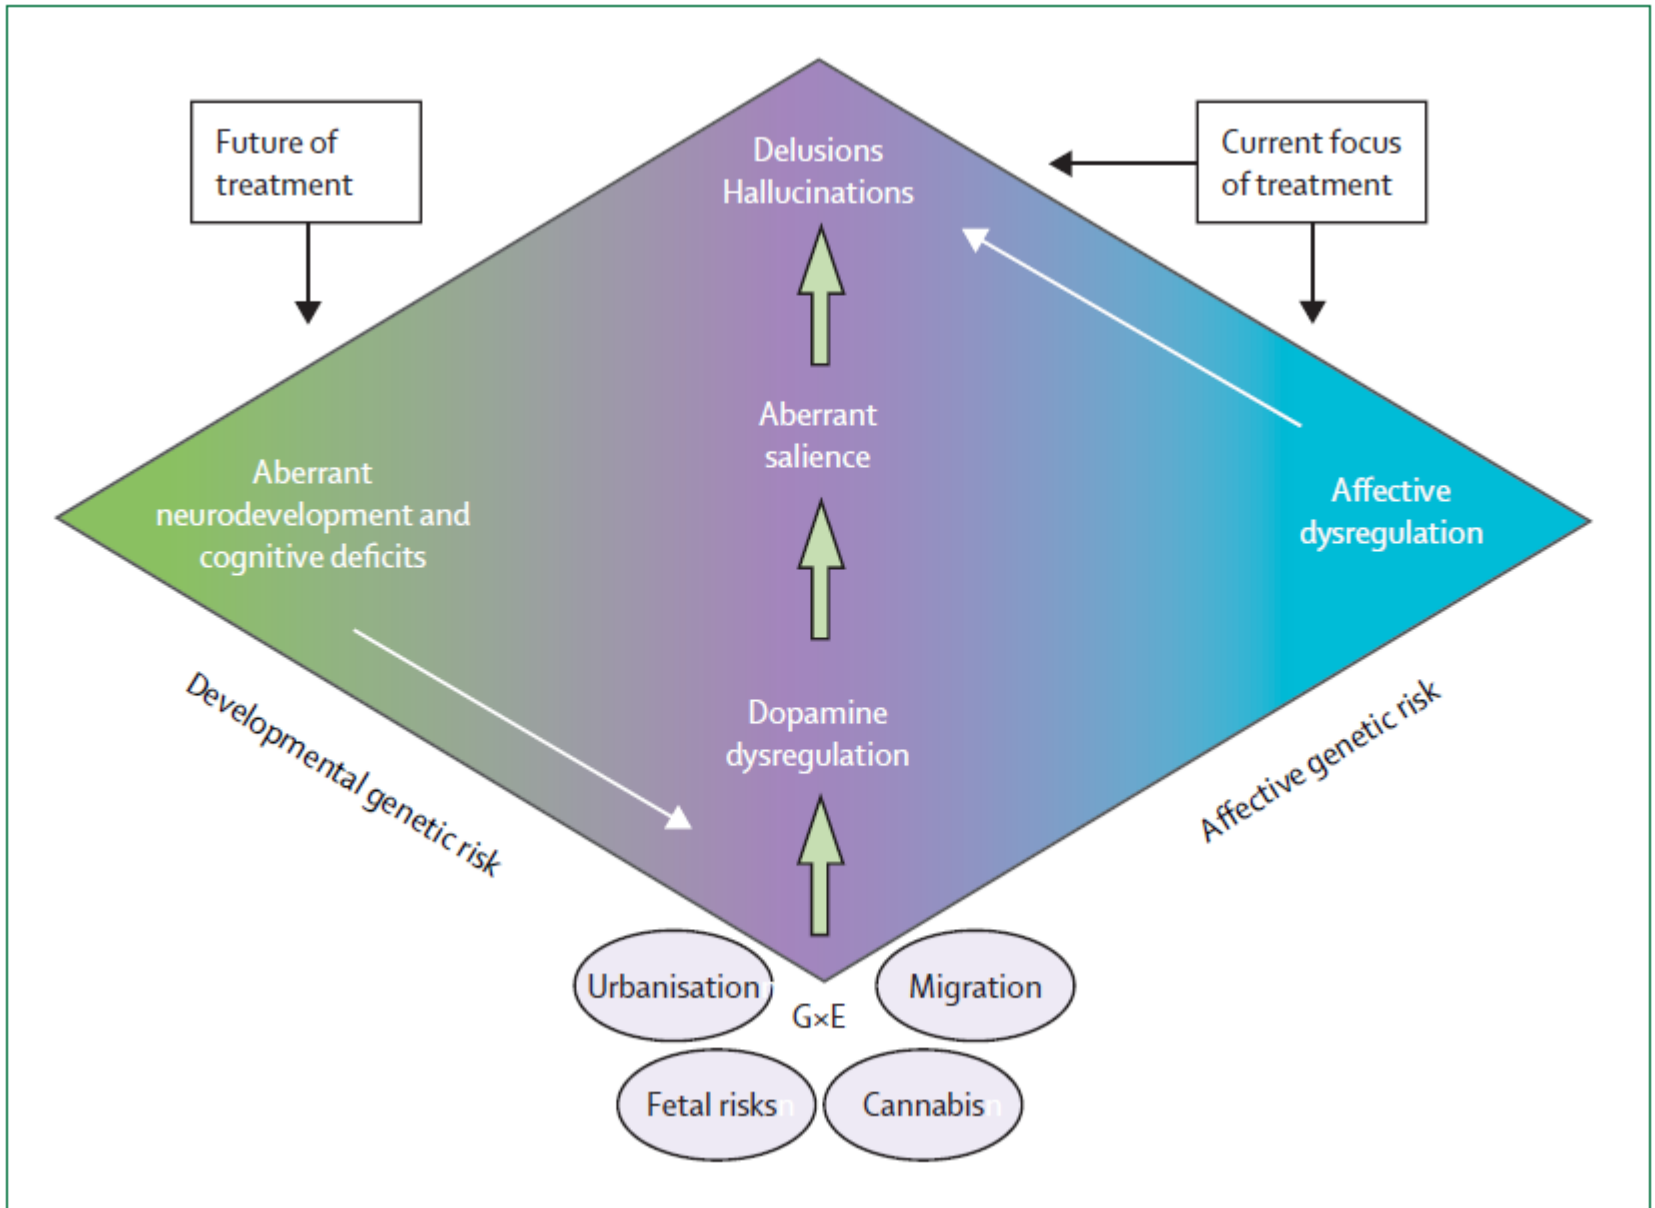 Future of
treatment
Current focus
of treatment
Delusions
Hallucinations
Aberrant
salience
Aberrant
neurodevelopment and
cognitive deficits
Affective
dysregulation
Dopamine
dysregulation
Developmental genetic risk
Affective genetic risk
Urbanisation
Migration
G×E
Fetal risks
Cannabis